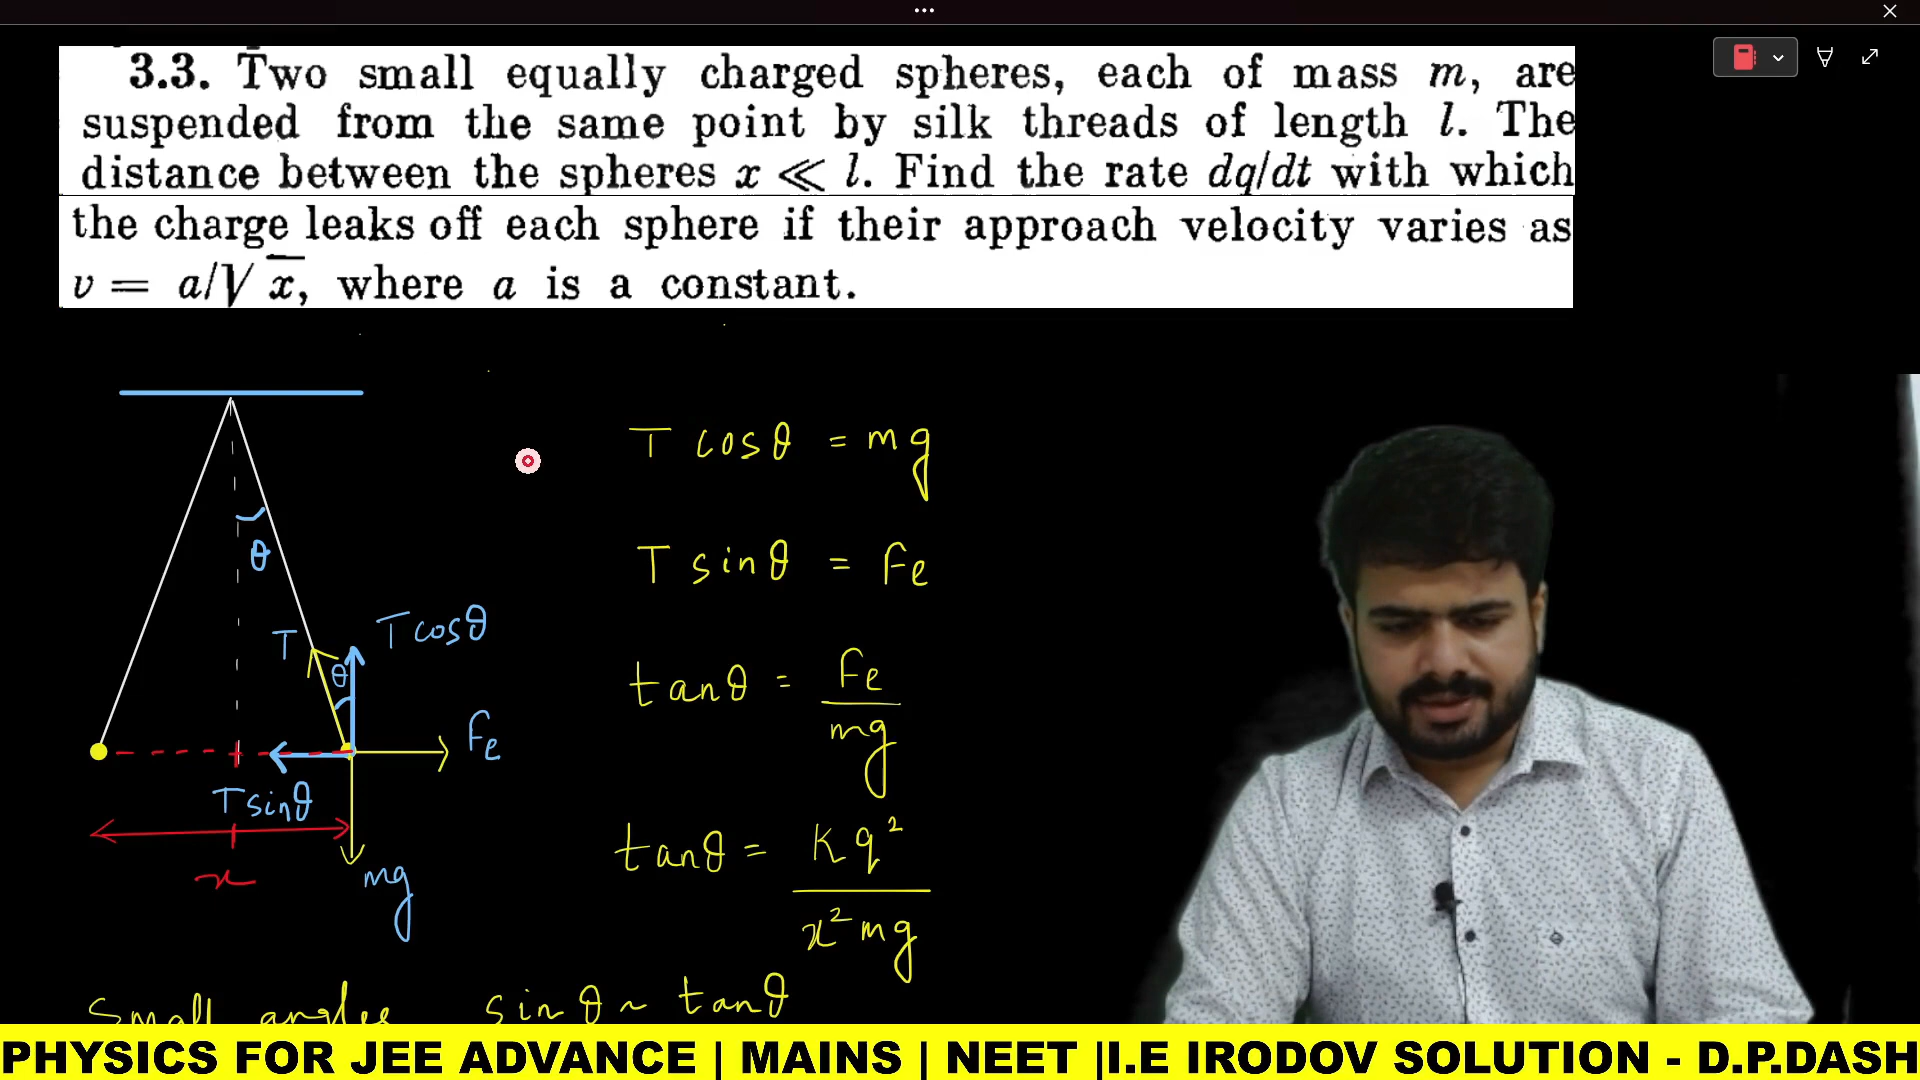 3.3. Two small equally charged spheres, each of mass m, are
suspended from the same point by silk threads of length l. The
distance between the spheres x ≪ l. Find the rate dq/dt with which
the charge leaks off each sphere if their approach velocity varies as
v = a/√x, where a is a constant.
T cosθ = mg
θ
T sinθ = Fe
T
T cosθ
θ
tanθ = Fe/mg
Fe
T sinθ
x
mg
tanθ = Kq²/x²mg
Small angles sinθ ~ tanθ
PHYSICS FOR JEE ADVANCE | MAINS | NEET |I.E IRODOV SOLUTION - D.P.DASH